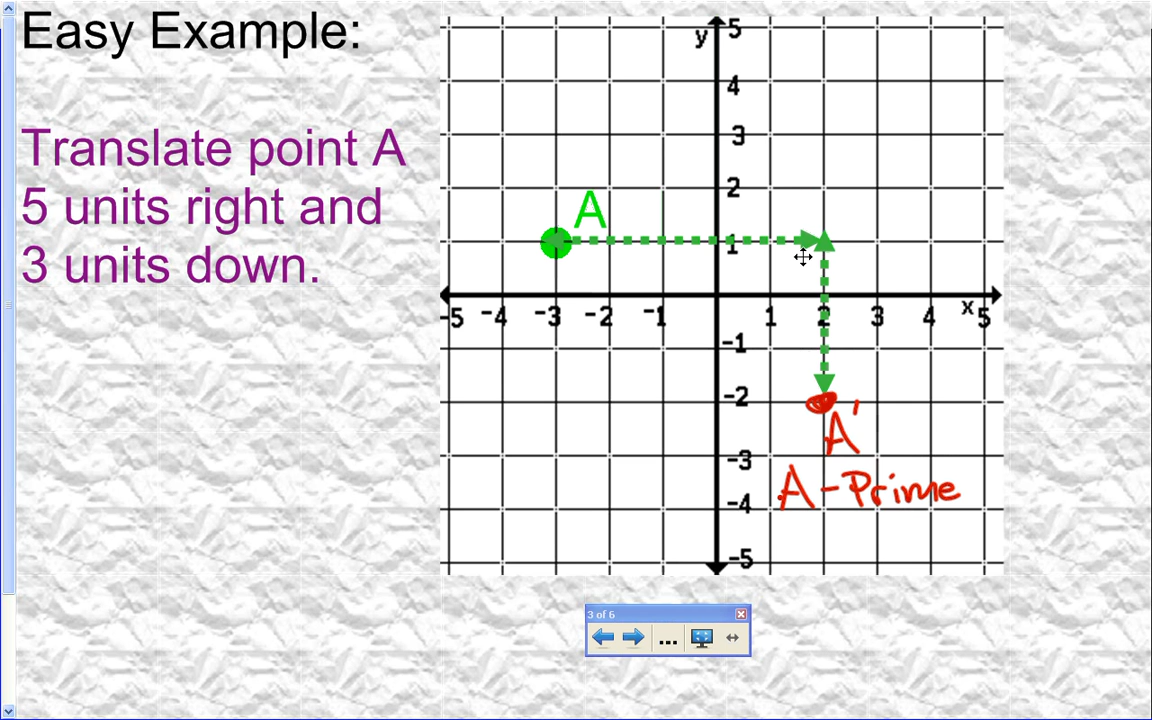 Easy Example:
Translate point A
5 units right and
3 units down.
y
5
4
3
2
A
1
-5 -4 -3 -2 -1 1 2 3 4 x 5
-1
-2
A'
-3
A-Prime
-4
-5
3 of 6
...